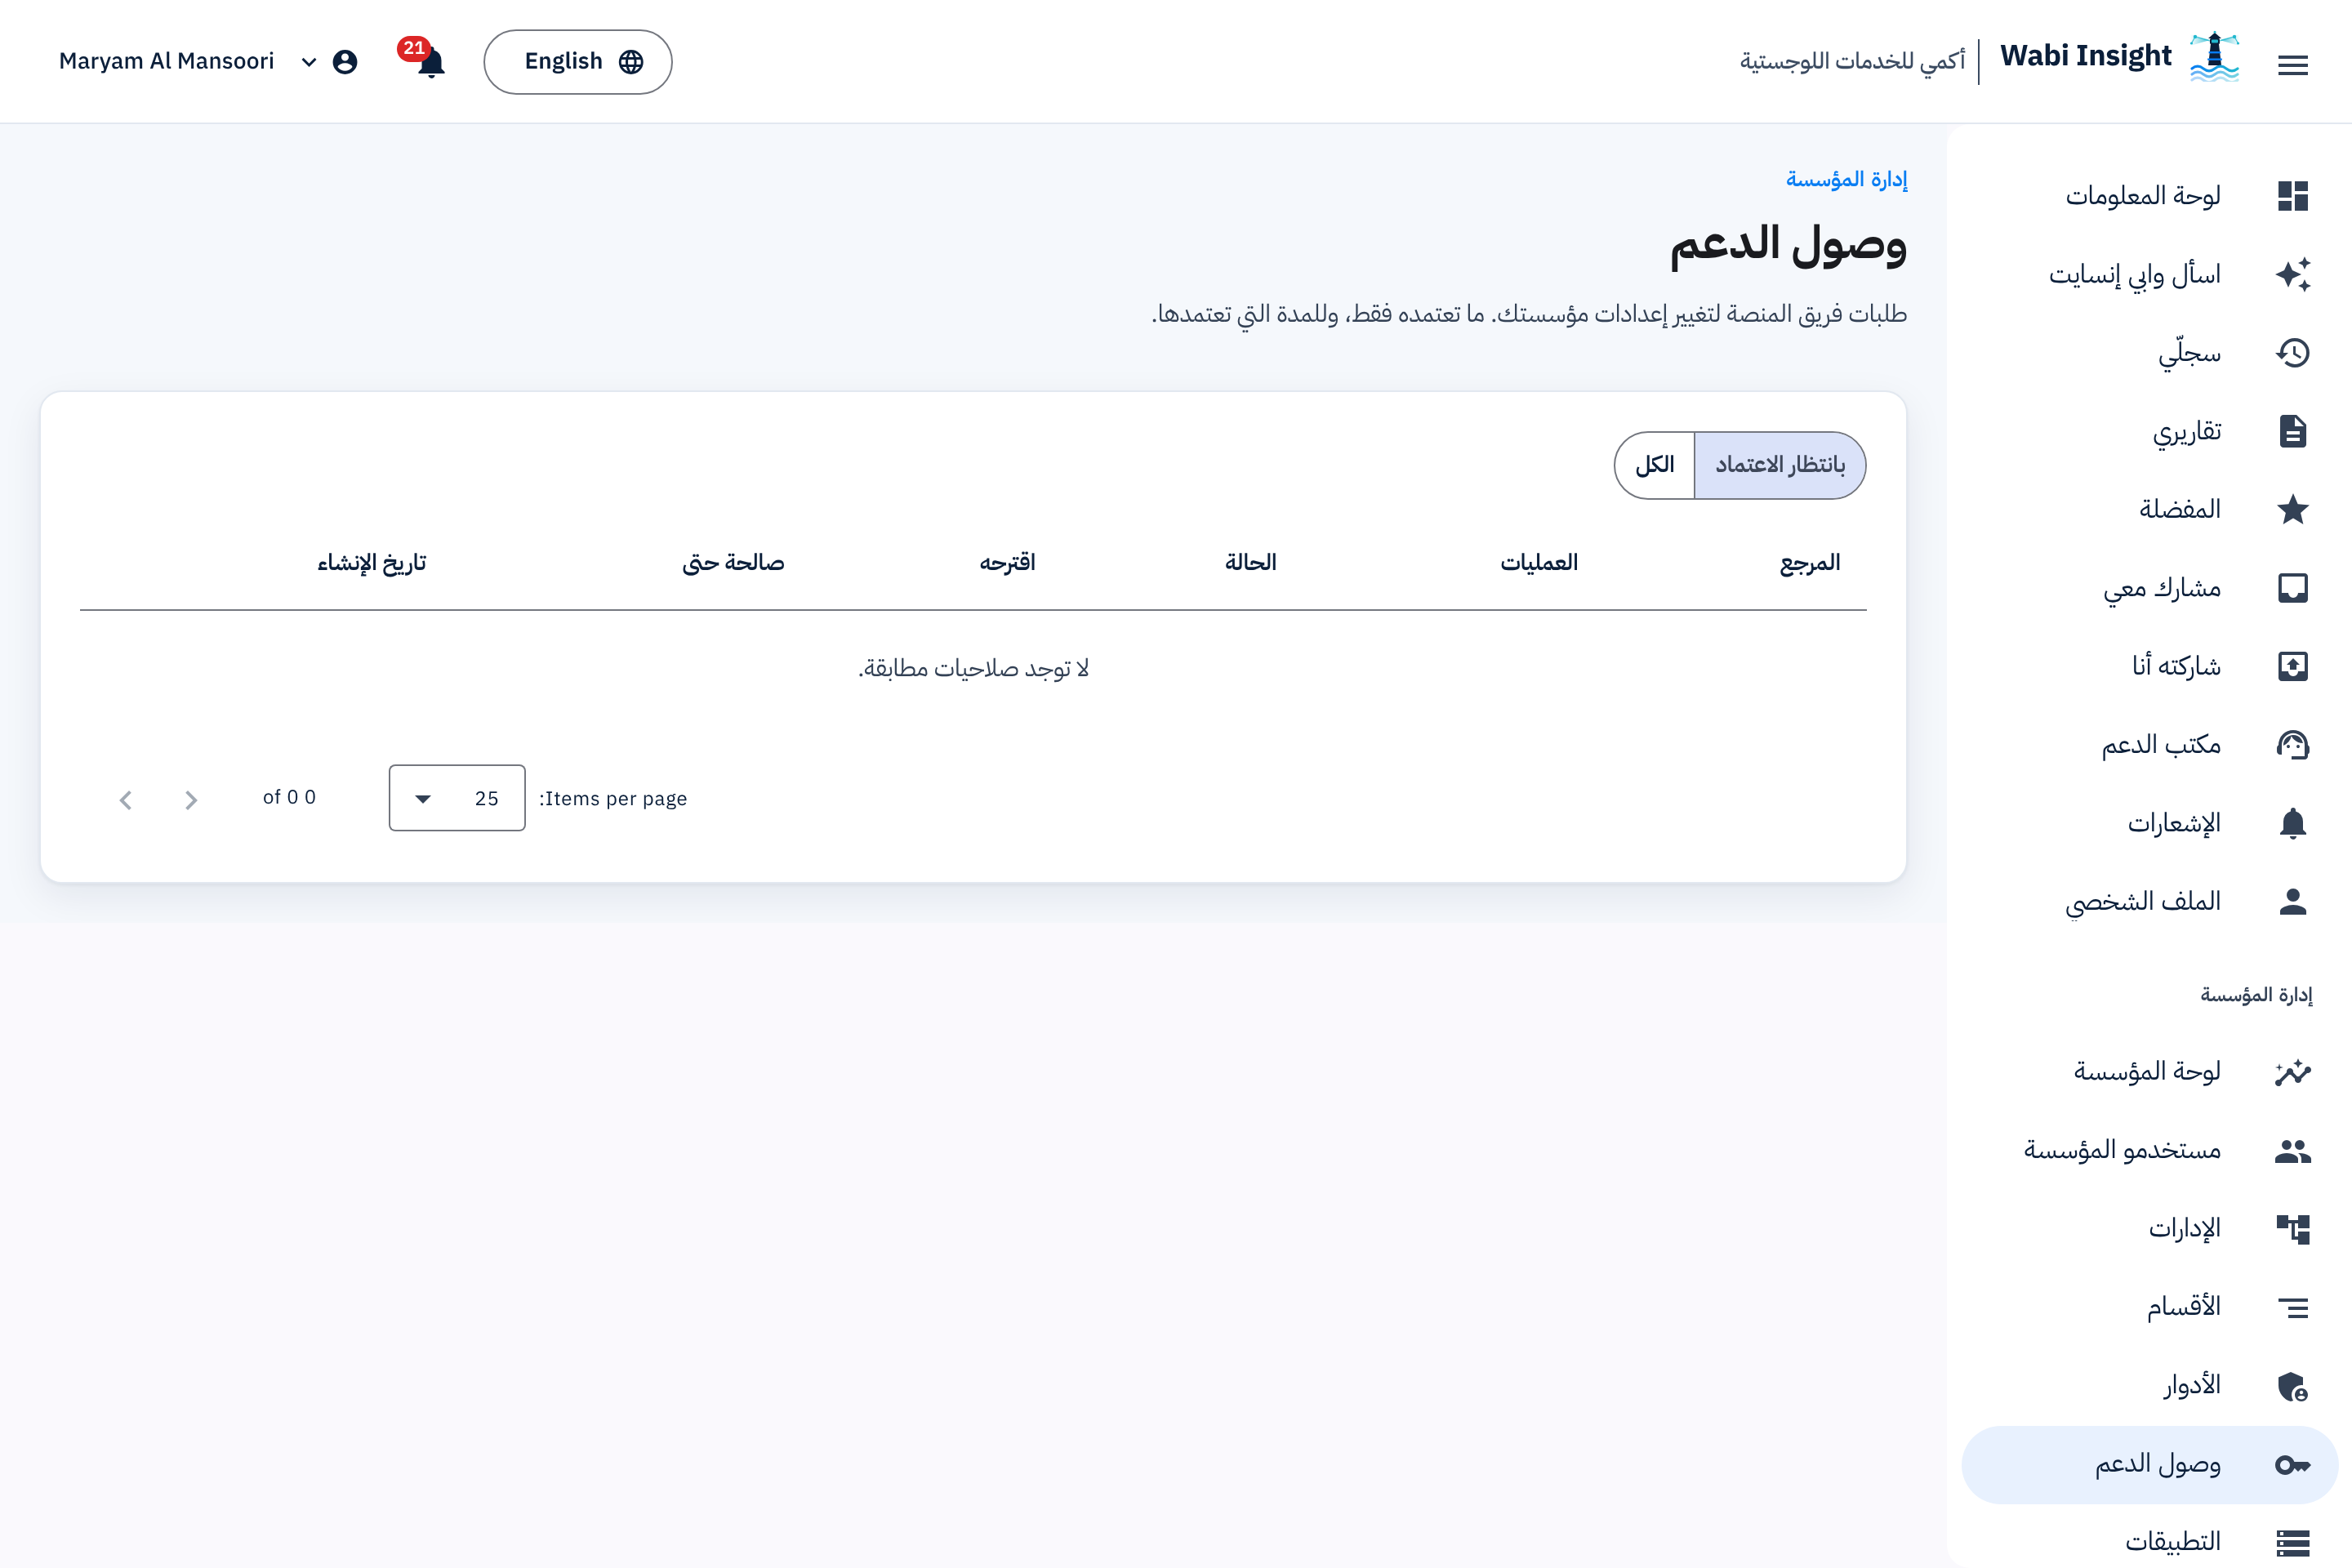 Wabi Insight
أكمي للخدمات اللوجستية
English
21
Maryam Al Mansoori
لوحة المعلومات
اسأل وابي إنسايت
سجلّي
تقاريري
المفضلة
مشارك معي
شاركته أنا
مكتب الدعم
الإشعارات
الملف الشخصي
إدارة المؤسسة
لوحة المؤسسة
مستخدمو المؤسسة
الإدارات
الأقسام
الأدوار
وصول الدعم
التطبيقات
إدارة المؤسسة
وصول الدعم
طلبات فريق المنصة لتغيير إعدادات مؤسستك. ما تعتمده فقط، وللمدة التي تعتمدها.
بانتظار الاعتماد الكل
المرجع العمليات الحالة اقترحه صالحة حتى تاريخ الإنشاء
لا توجد صلاحيات مطابقة.
:Items per page 25 of 0 0